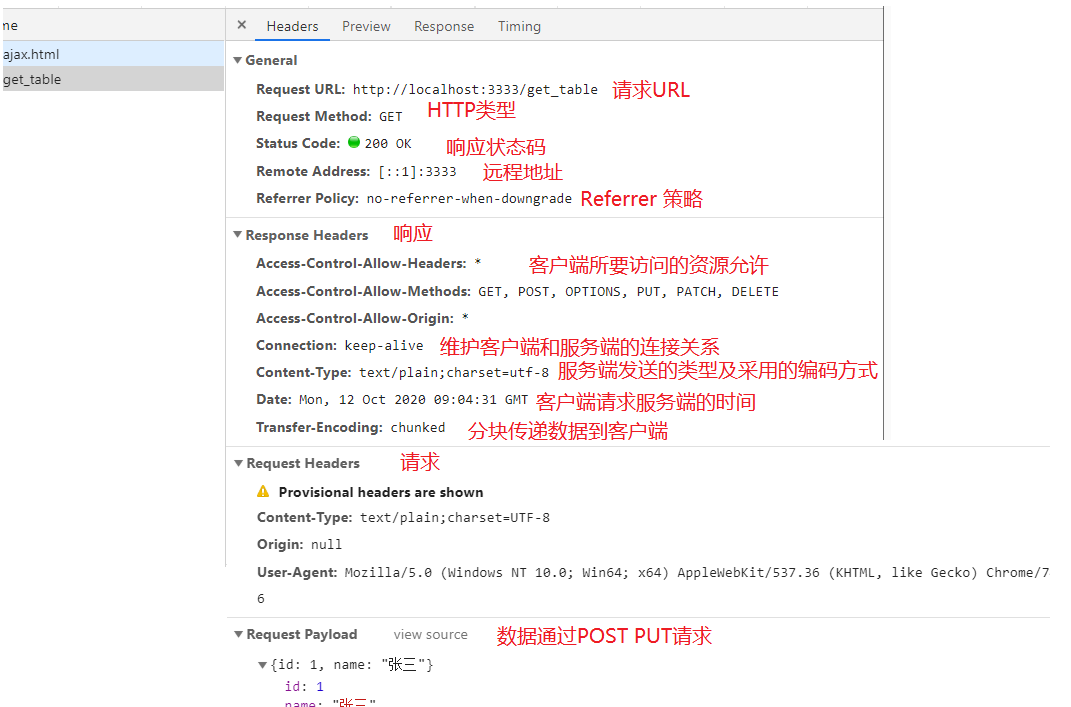 me
ajax.html
get_table
× Headers Preview Response Timing
General
Request URL: http://localhost:3333/get_table 请求URL
Request Method: GET HTTP类型
Status Code: 200 OK 响应状态码
Remote Address: [::1]:3333 远程地址
Referrer Policy: no-referrer-when-downgrade Referrer 策略
Response Headers 响应
Access-Control-Allow-Headers: * 客户端所要访问的资源允许
Access-Control-Allow-Methods: GET, POST, OPTIONS, PUT, PATCH, DELETE
Access-Control-Allow-Origin: *
Connection: keep-alive 维护客户端和服务端的连接关系
Content-Type: text/plain;charset=utf-8 服务端发送的类型及采用的编码方式
Date: Mon, 12 Oct 2020 09:04:31 GMT 客户端请求服务端的时间
Transfer-Encoding: chunked 分块传递数据到客户端
Request Headers 请求
Provisional headers are shown
Content-Type: text/plain;charset=UTF-8
Origin: null
User-Agent: Mozilla/5.0 (Windows NT 10.0; Win64; x64) AppleWebKit/537.36 (KHTML, like Gecko) Chrome/7
6
Request Payload view source 数据通过POST PUT请求
{id: 1, name: "张三"}
id: 1
name: "张三"